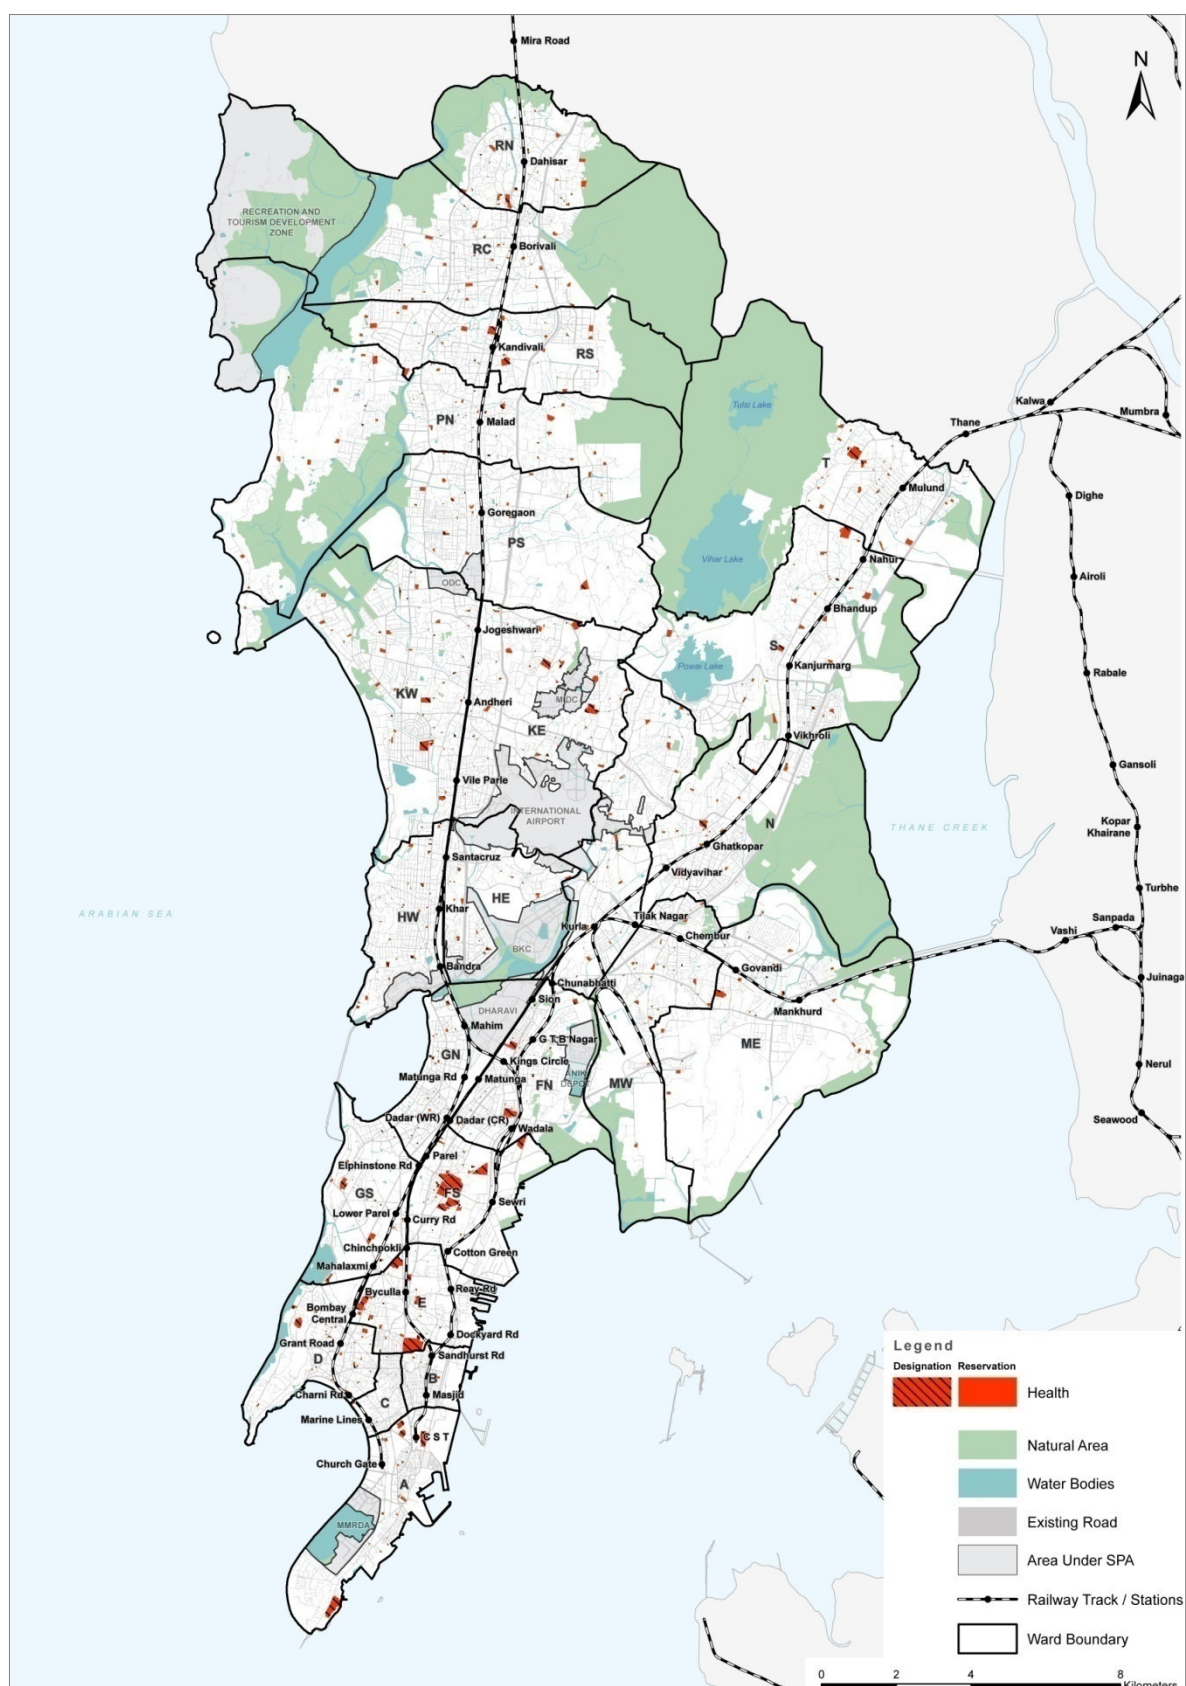 Mira Road
N
RN
Dahisar
RECREATION AND
TOURISM DEVELOPMENT
ZONE
RC
Borivali
Kandivali
RS
Kalwa
Mumbra
Tulsi Lake
PN
Malad
Thane
T
Mulund
Dighe
Goregaon
PS
Vihar Lake
Nahur
ODC
Airoli
Bhandup
Jogeshwari
S
Powai Lake
Kanjurmarg
Rabale
KW
Andheri
MIDC
KE
Vikhroli
Gansoli
Vile Parle
INTERNATIONAL
AIRPORT
N
THANE CREEK
Kopar
Khairane
L
Ghatkopar
Santacruz
Vidyavihar
HE
Turbhe
ARABIAN SEA
HW
Khar
Tilak Nagar
Sanpada
Kurla
Chembur
Vashi
BKC
Bandra
Govandi
Juinaga
Chunabhatti
Sion
Mankhurd
DHARAVI
Mahim
G T B Nagar
ME
GN
Kings Circle
Nerul
Matunga Rd
Matunga
ANIK
DEPOT
FN
MW
Dadar (WR)
Dadar (CR)
Wadala
Seawood
Parel
Elphinstone Rd
GS
FS
Sewri
Lower Parel
Curry Rd
Chinchpokli
Cotton Green
Mahalaxmi
Byculla
Reay Rd
E
Bombay
Central
Dockyard Rd
Grant Road
Sandhurst Rd
D
B
Charni Rd
Masjid
C
Marine Lines
C S T
Church Gate
A
MMRDA
Legend
Designation Reservation
Health
Natural Area
Water Bodies
Existing Road
Area Under SPA
Railway Track / Stations
Ward Boundary
0 2 4 8
Kilometers